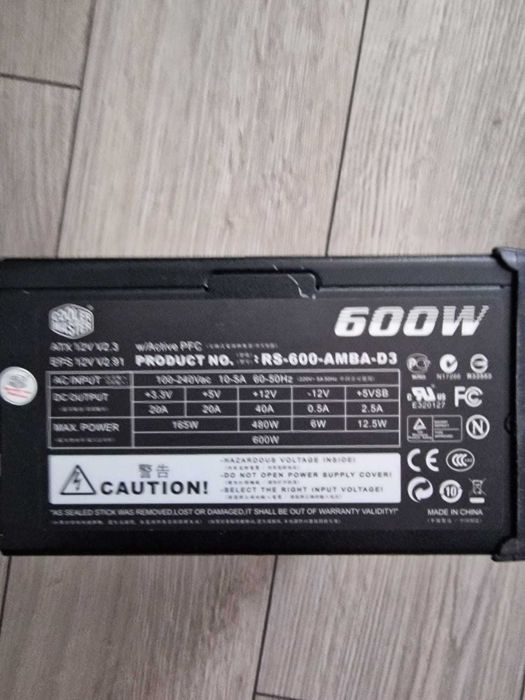 COOLER MASTER
600W
ATX 12V V2.3 w/Active PFC
EPS 12V V2.91 PRODUCT NO. : RS-600-AMBA-D3
AC INPUT 100-240Vac 10-5A 60-50Hz
DC OUTPUT +3.3V +5V +12V -12V +5VSB
20A 20A 40A 0.5A 2.5A
MAX. POWER 165W 480W 6W 12.5W
600W
N17266 R33553
E320127
FC
N
CE CCC
10
警告
CAUTION!
-HAZARDOUS VOLTAGE INSIDE!
-DO NOT OPEN POWER SUPPLY COVER!
-SELECT THE RIGHT INPUT VOLTAGE!
"AS SEALED STICK WAS REMOVED,LOST OR DAMAGED,IT SHALL BE OUT OF WARRANTY VALIDITY!"
MADE IN CHINA